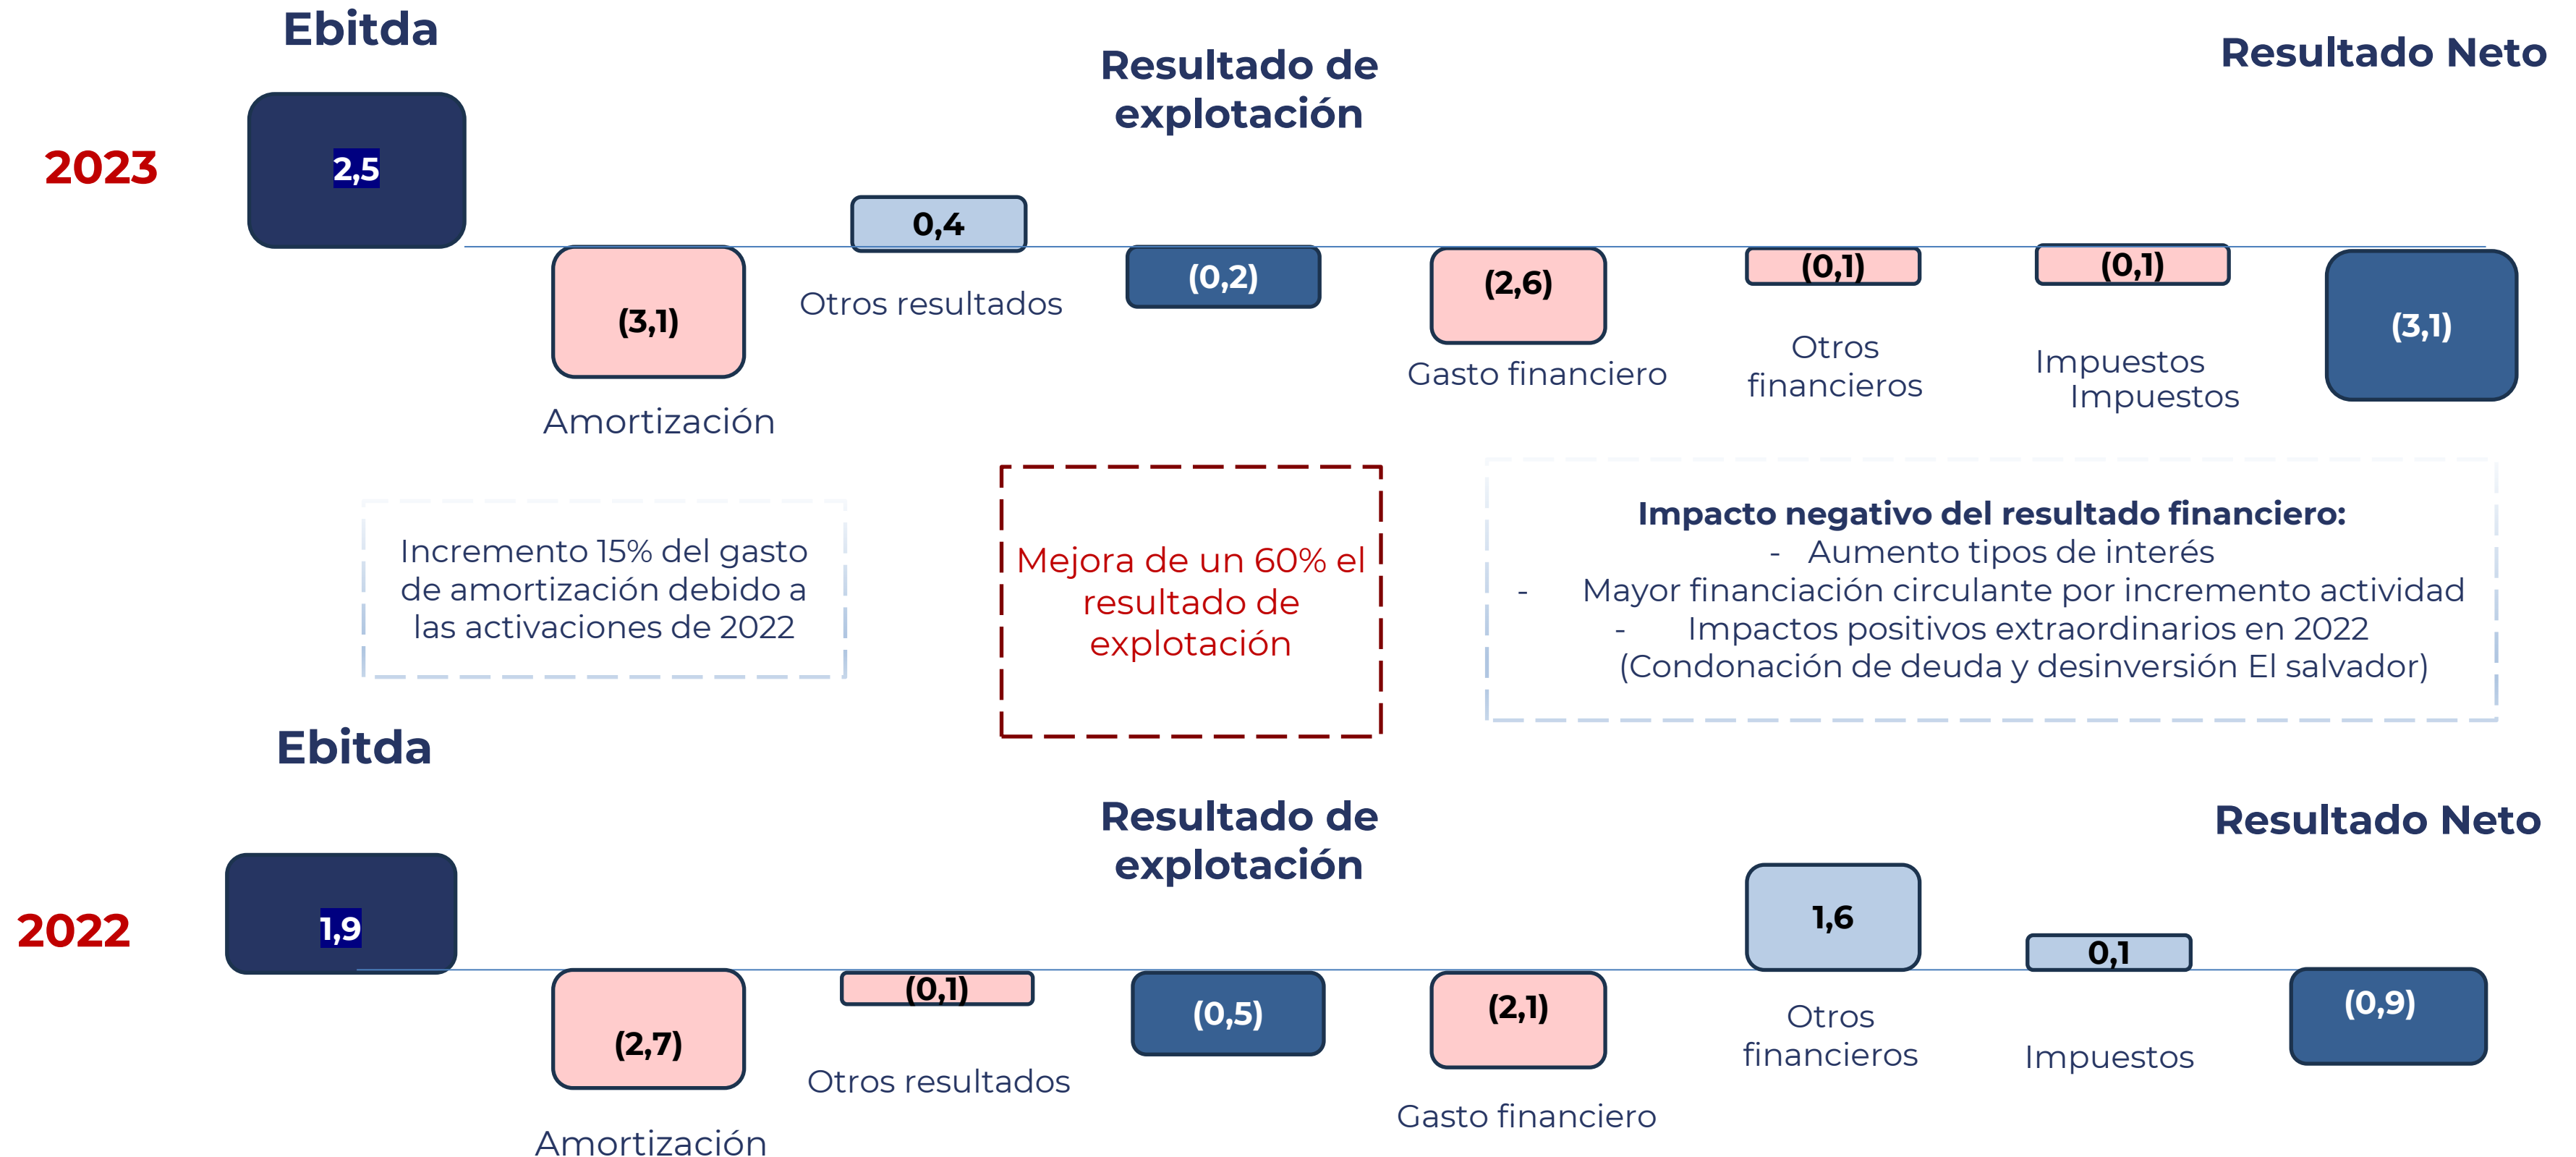 Ebitda
Resultado de
explotación
Resultado Neto
2023
2,5
0,4
(0,2)
(2,6)
(0,1)
(0,1)
(3,1)
(3,1)
Otros resultados
Gasto financiero
Otros
financieros
Impuestos
Impuestos
Amortización
Incremento 15% del gasto
de amortización debido a
las activaciones de 2022
Mejora de un 60% el
resultado de
explotación
Impacto negativo del resultado financiero:
- Aumento tipos de interés
- Mayor financiación circulante por incremento actividad
- Impactos positivos extraordinarios en 2022
(Condonación de deuda y desinversión El salvador)
Ebitda
Resultado de
explotación
Resultado Neto
2022
1,9
1,6
0,1
(2,7)
(0,1)
(0,5)
(2,1)
(0,9)
Otros
financieros
Impuestos
Otros resultados
Gasto financiero
Amortización